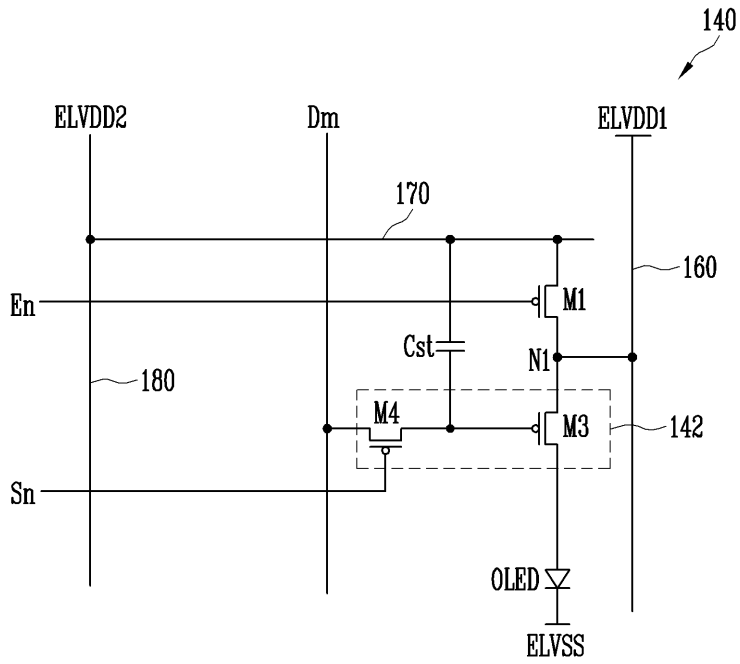 140
ELVDD2
Dm
ELVDD1
170
160
En
M1
Cst
N1
180
M4
M3
142
Sn
OLED
ELVSS